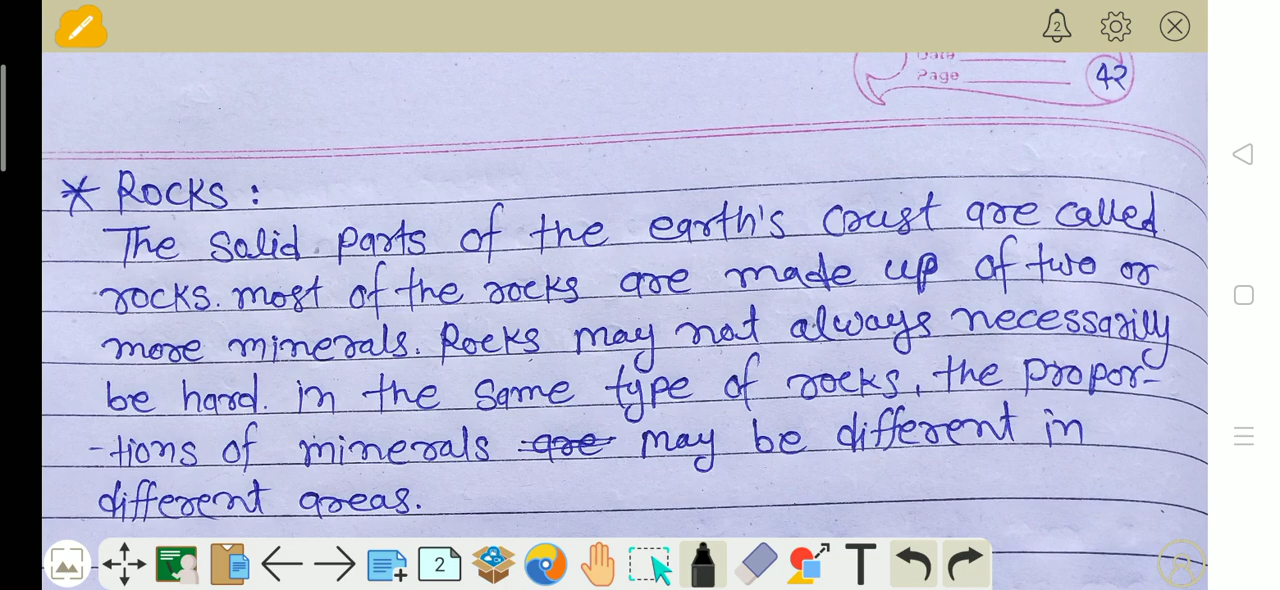 2
Date
Page 42
* Rocks :
The solid parts of the earth's crust are called
rocks. most of the rocks are made up of two or
more minerals. Rocks may not always necessarily
be hard. in the same type of rocks, the propor-
-tions of minerals are may be different in
different areas.
2 T